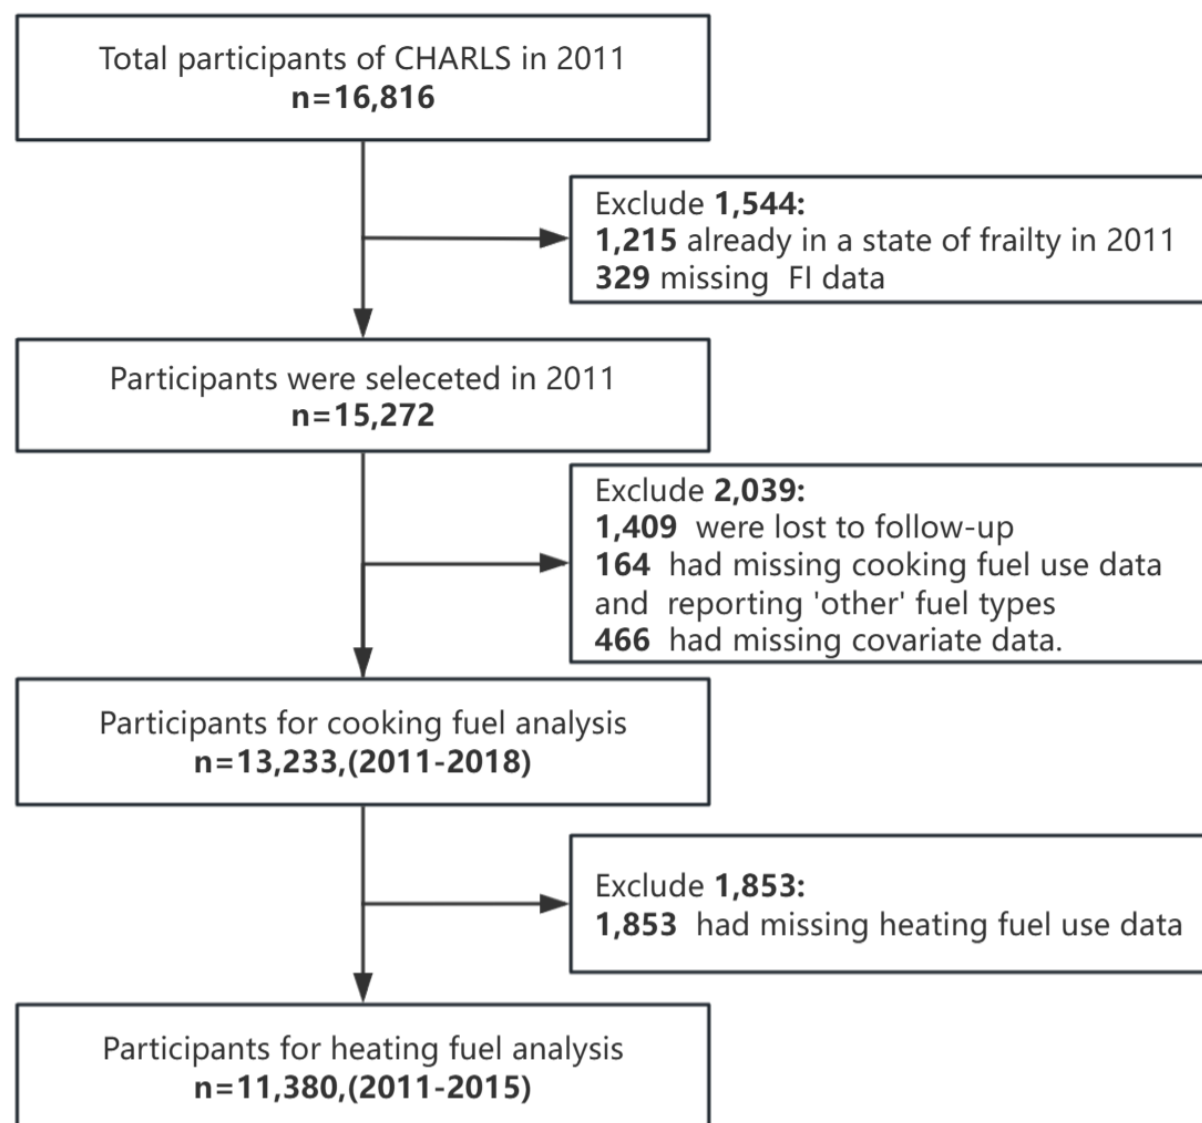 Total participants of CHARLS in 2011
n=16,816
Exclude 1,544:
1,215 already in a state of frailty in 2011
329 missing FI data
Participants were seleceted in 2011
n=15,272
Exclude 2,039:
1,409 were lost to follow-up
164 had missing cooking fuel use data
and reporting 'other' fuel types
466 had missing covariate data.
Participants for cooking fuel analysis
n=13,233,(2011-2018)
Exclude 1,853:
1,853 had missing heating fuel use data
Participants for heating fuel analysis
n=11,380,(2011-2015)